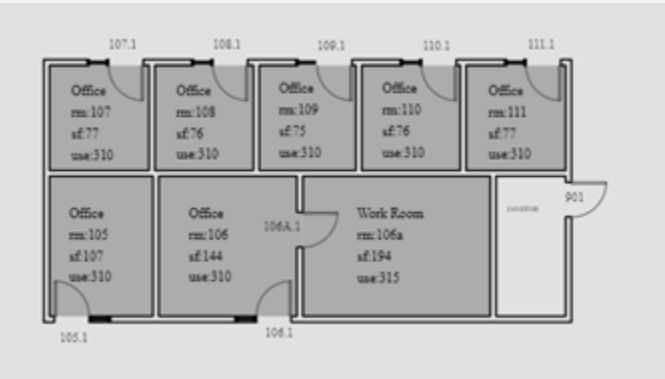 107.1
108.1
109.1
110.1
111.1
Office
rm:107
sf:77
use:310
Office
rm:108
sf:76
use:310
Office
rm:109
sf:75
use:310
Office
rm:110
sf:76
use:310
Office
rm:111
sf:77
use:310
Office
rm:105
sf:107
use:310
Office
rm:106
sf:144
use:310
106A.1
Work Room
rm:106a
sf:194
use:315
901
105.1
106.1